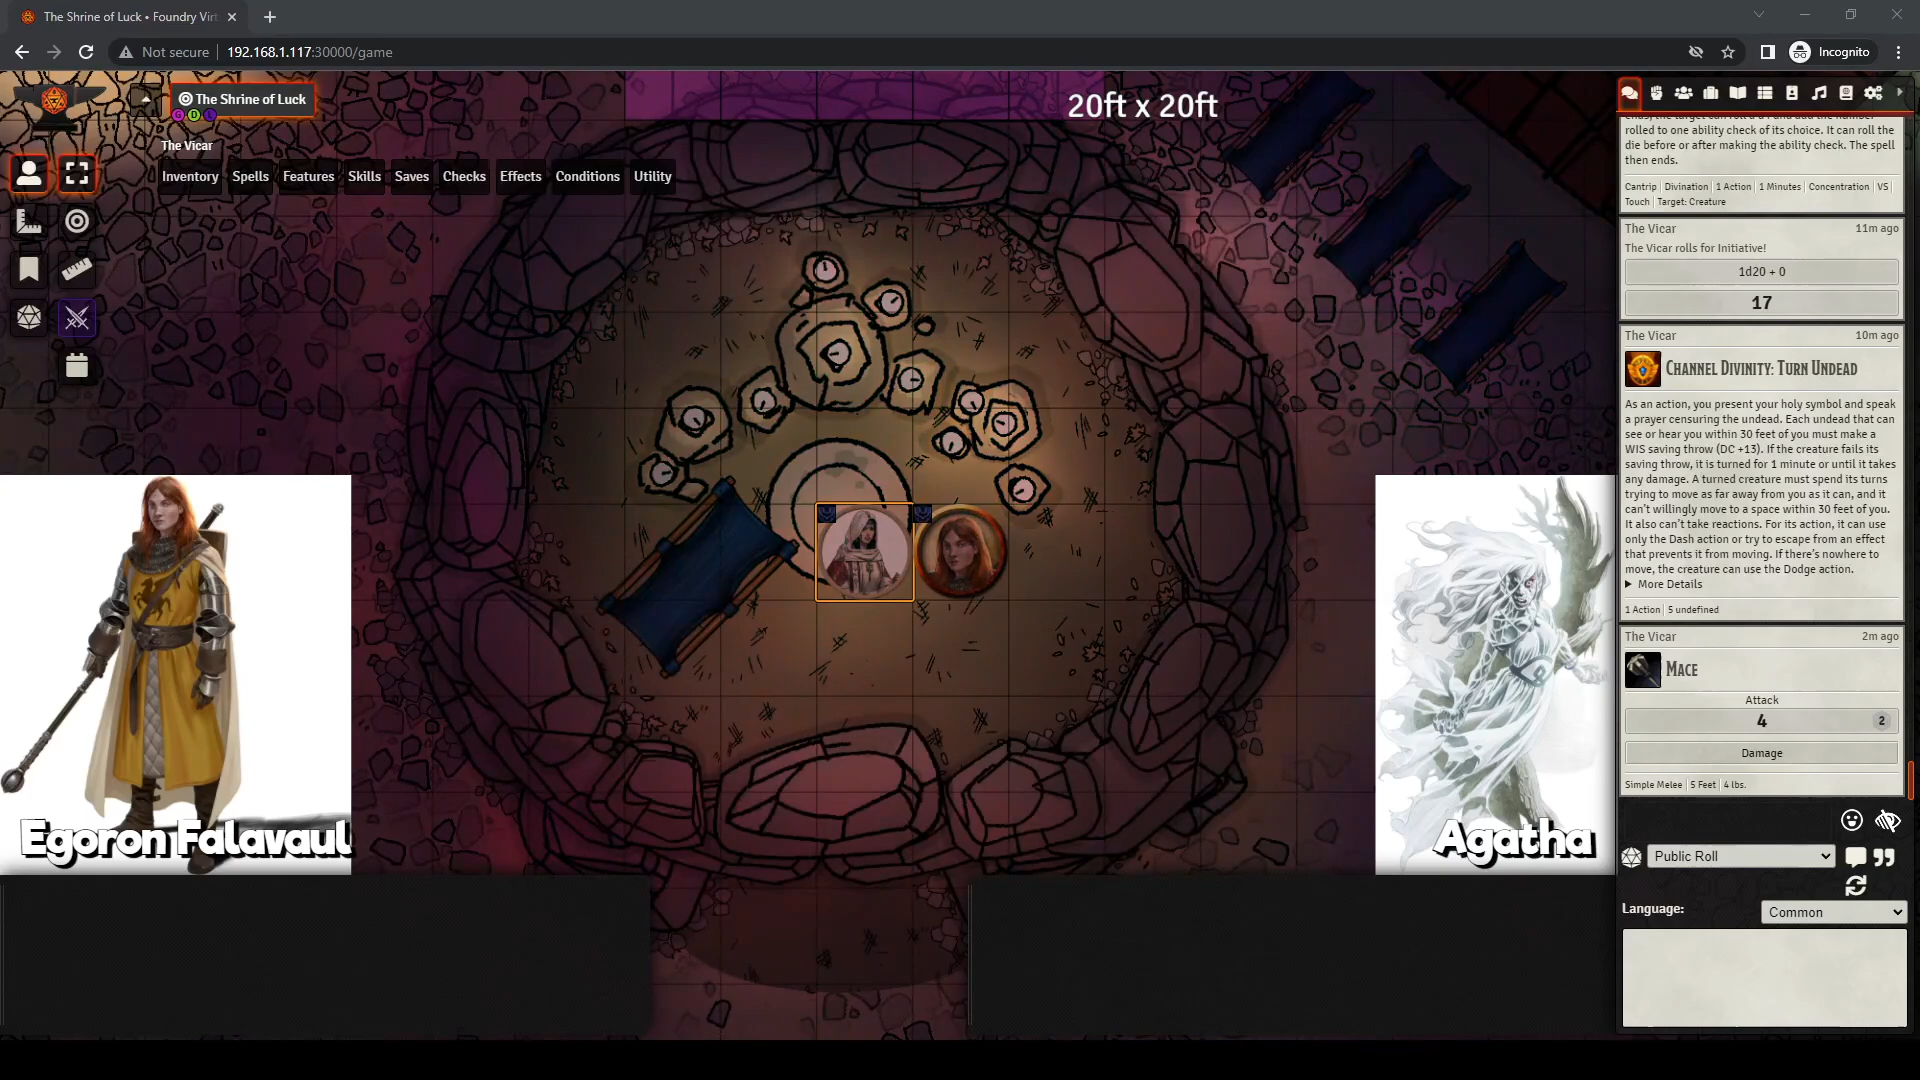 The Shrine of Luck • Foundry Virt
Not secure
192.168.1.117:30000/game
Incognito
The Shrine of Luck
G D L
The Vicar
Inventory Spells Features Skills Saves Checks Effects Conditions Utility
20ft x 20ft
Egoron Falavaul
Agatha
rolled to one ability check of its choice. It can roll the
die before or after making the ability check. The spell
then ends.
Cantrip | Divination | 1 Action | 1 Minutes | Concentration | VS |
Touch | Target: Creature
The Vicar 11m ago
The Vicar rolls for Initiative!
1d20 + 0
17
The Vicar 10m ago
Channel Divinity: Turn Undead
As an action, you present your holy symbol and speak
a prayer censuring the undead. Each undead that can
see or hear you within 30 feet of you must make a
WIS saving throw (DC +13). If the creature fails its
saving throw, it is turned for 1 minute or until it takes
any damage. A turned creature must spend its turns
trying to move as far away from you as it can, and it
can't willingly move to a space within 30 feet of you.
It also can't take reactions. For its action, it can use
only the Dash action or try to escape from an effect
that prevents it from moving. If there's nowhere to
move, the creature can use the Dodge action.
More Details
1 Action | 5 undefined
The Vicar 2m ago
Mace
Attack
4 2
Damage
Simple Melee | 5 Feet | 4 lbs.
Public Roll
Language: Common